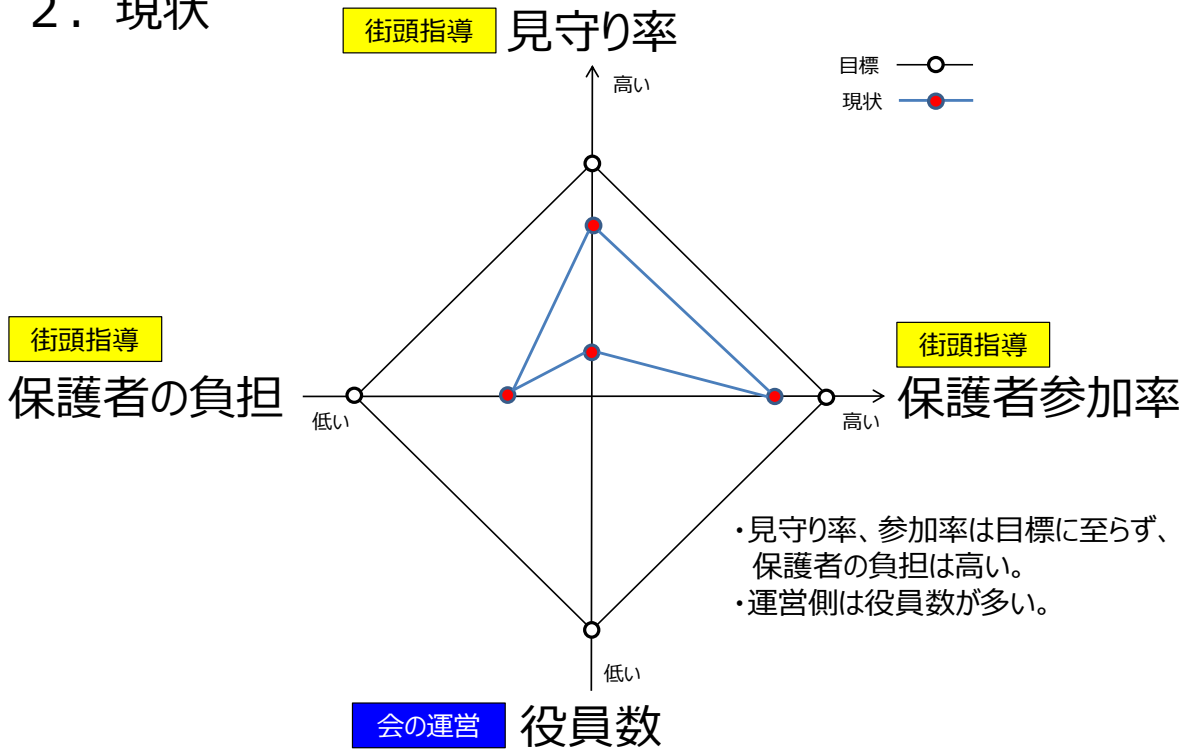 ２．現状
街頭指導 見守り率
高い
目標
現状
街頭指導
保護者の負担
低い
街頭指導
保護者参加率
高い
・見守り率、参加率は目標に至らず、
保護者の負担は高い。
・運営側は役員数が多い。
低い
会の運営 役員数